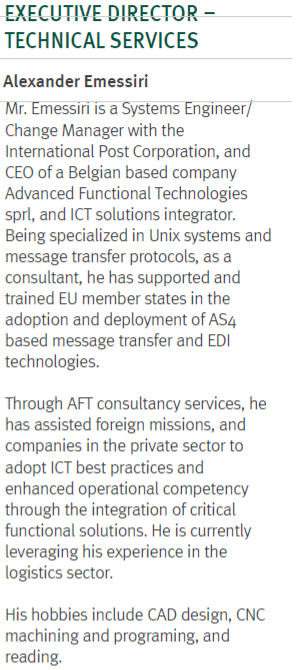 EXECUTIVE DIRECTOR –
TECHNICAL SERVICES
Alexander Emessiri
Mr. Emessiri is a Systems Engineer/
Change Manager with the
International Post Corporation, and
CEO of a Belgian based company
Advanced Functional Technologies
sprl, and ICT solutions integrator.
Being specialized in Unix systems and
message transfer protocols, as a
consultant, he has supported and
trained EU member states in the
adoption and deployment of AS4
based message transfer and EDI
technologies.
Through AFT consultancy services, he
has assisted foreign missions, and
companies in the private sector to
adopt ICT best practices and
enhanced operational competency
through the integration of critical
functional solutions. He is currently
leveraging his experience in the
logistics sector.
His hobbies include CAD design, CNC
machining and programing, and
reading.